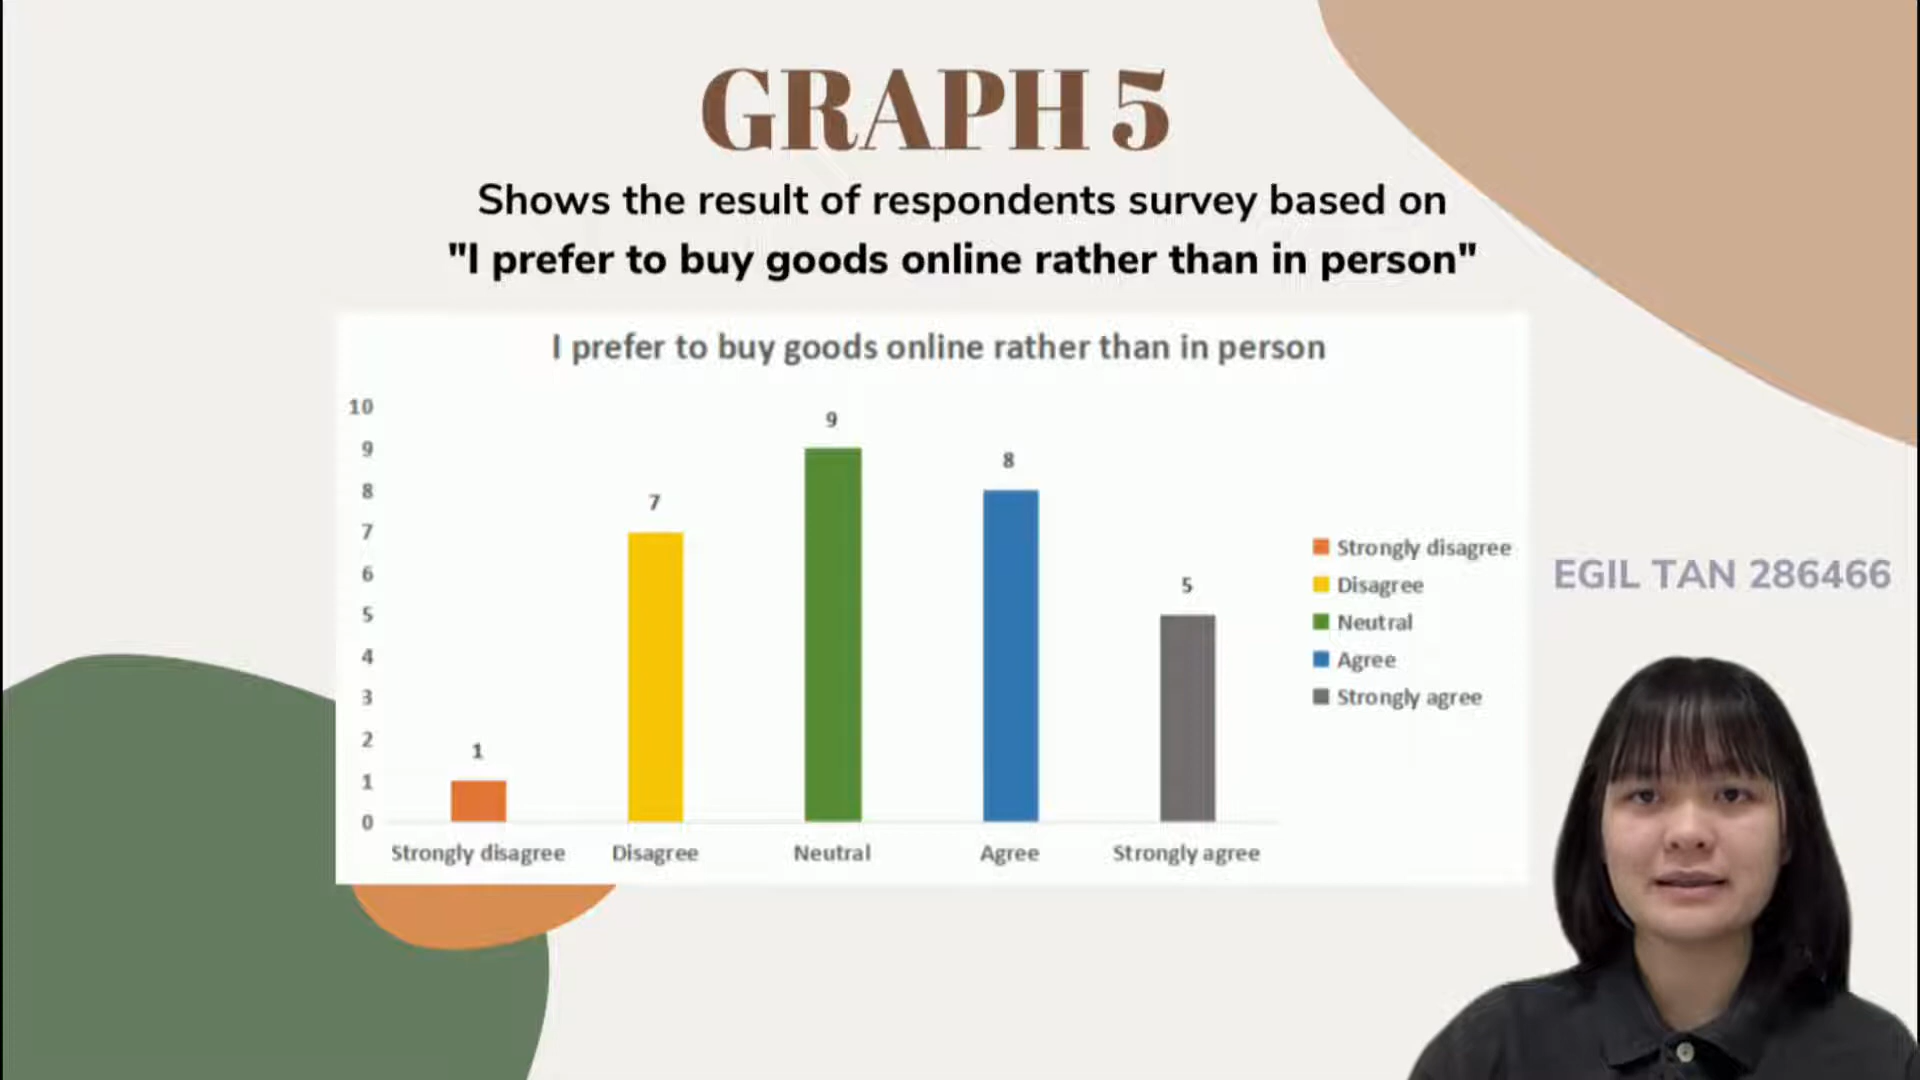 GRAPH 5
Shows the result of respondents survey based on
"I prefer to buy goods online rather than in person"
I prefer to buy goods online rather than in person
10
9
8
7
6
5
4
3
2
1
0
1
7
9
8
5
Strongly disagree
Disagree
Neutral
Agree
Strongly agree
Strongly disagree
Disagree
Neutral
Agree
Strongly agree
EGIL TAN 286466